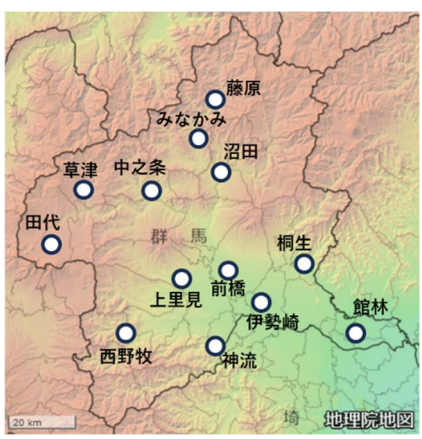 藤原
みなかみ
沼田
草津
中之条
田代
群馬
桐生
前橋
上里見
伊勢崎
館林
西野牧
神流
埼
20 km
地理院地図